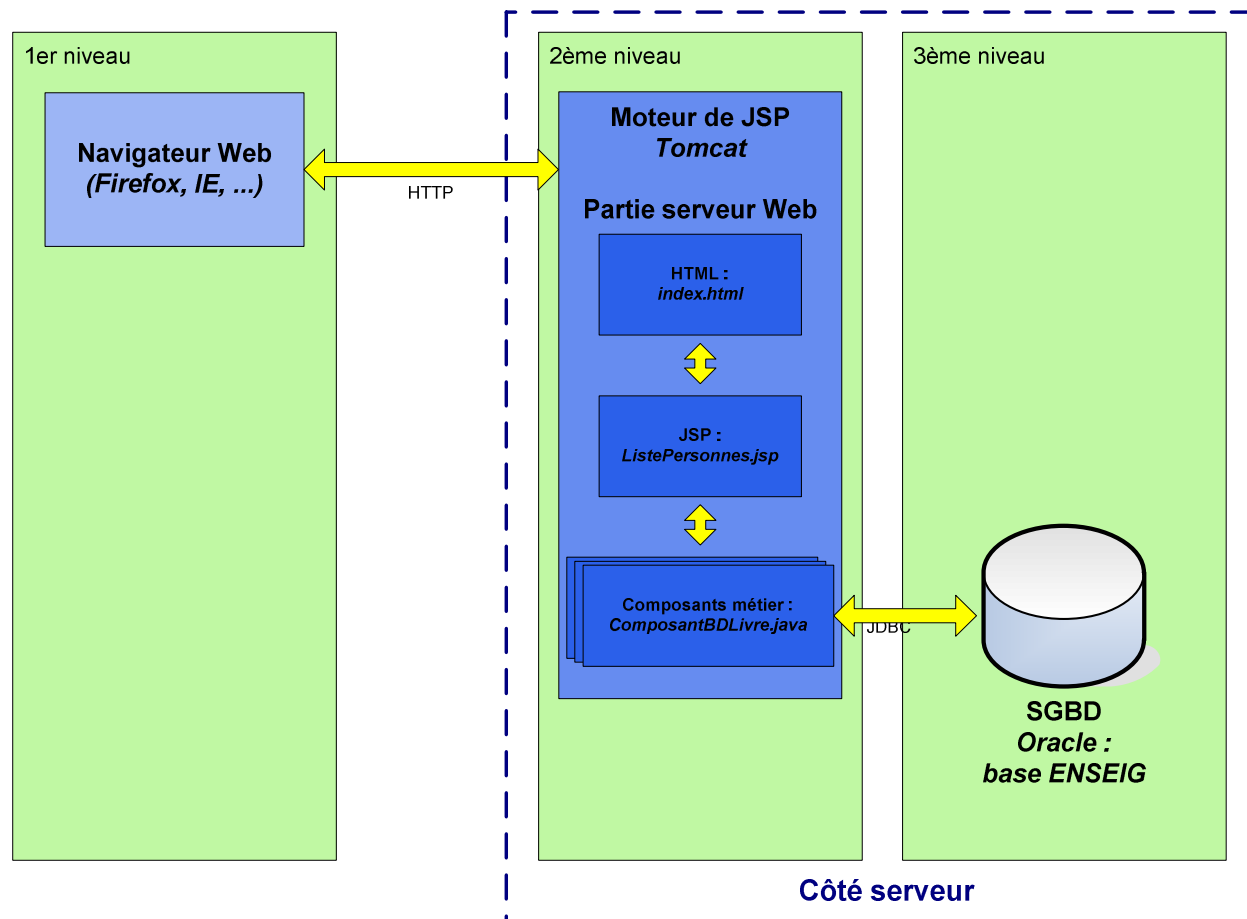 1er niveau
Navigateur Web
(Firefox, IE, ...)
HTTP
2ème niveau
Moteur de JSP
Tomcat
Partie serveur Web
HTML :
index.html
JSP :
ListePersonnes.jsp
Composants métier :
ComposantBDLivre.java
JDBC
3ème niveau
SGBD
Oracle :
base ENSEIG
Côté serveur